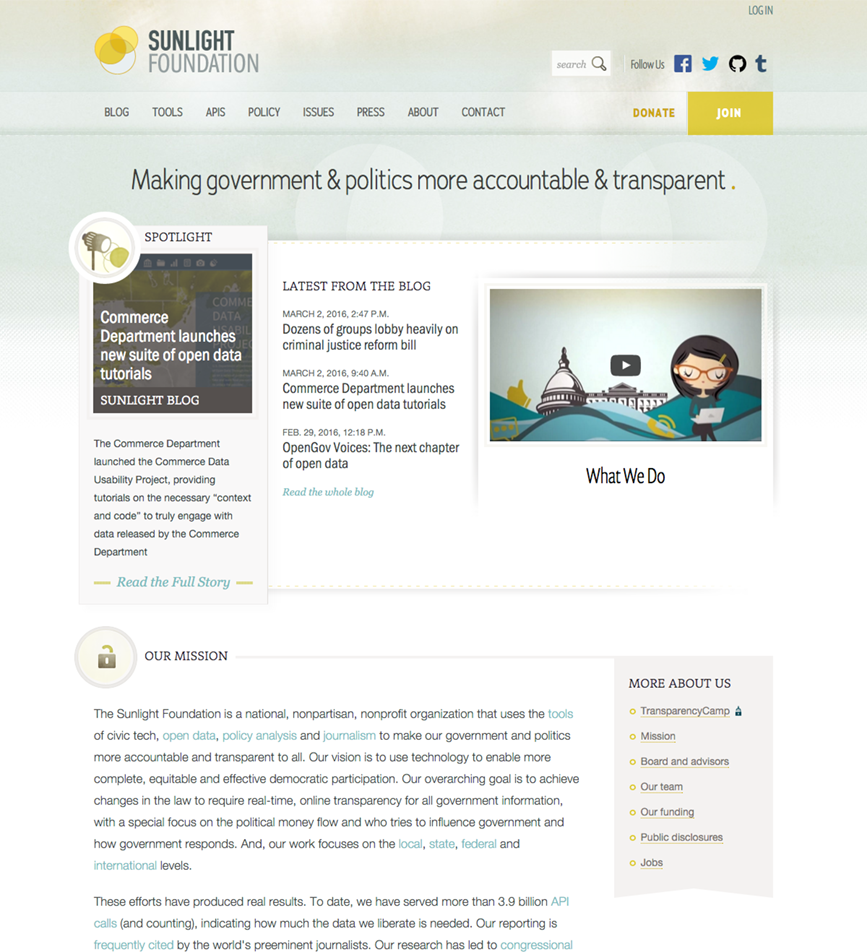 LOG IN
SUNLIGHT
FOUNDATION
search
Follow Us
BLOG TOOLS APIS POLICY ISSUES PRESS ABOUT CONTACT DONATE JOIN
Making government & politics more accountable & transparent .
SPOTLIGHT
COMME
DATA
USABIL
PROJEC
Commerce
Department launches
new suite of open data
tutorials
SUNLIGHT BLOG
The Commerce Department
launched the Commerce Data
Usability Project, providing
tutorials on the necessary “context
and code” to truly engage with
data released by the Commerce
Department
Read the Full Story
LATEST FROM THE BLOG
MARCH 2, 2016, 2:47 P.M.
Dozens of groups lobby heavily on
criminal justice reform bill
MARCH 2, 2016, 9:40 A.M.
Commerce Department launches
new suite of open data tutorials
FEB. 29, 2016, 12:18 P.M.
OpenGov Voices: The next chapter
of open data
Read the whole blog
What We Do
OUR MISSION
The Sunlight Foundation is a national, nonpartisan, nonprofit organization that uses the tools
of civic tech, open data, policy analysis and journalism to make our government and politics
more accountable and transparent to all. Our vision is to use technology to enable more
complete, equitable and effective democratic participation. Our overarching goal is to achieve
changes in the law to require real-time, online transparency for all government information,
with a special focus on the political money flow and who tries to influence government and
how government responds. And, our work focuses on the local, state, federal and
international levels.
These efforts have produced real results. To date, we have served more than 3.9 billion API
calls (and counting), indicating how much the data we liberate is needed. Our reporting is
frequently cited by the world's preeminent journalists. Our research has led to congressional
MORE ABOUT US
TransparencyCamp
Mission
Board and advisors
Our team
Our funding
Public disclosures
Jobs